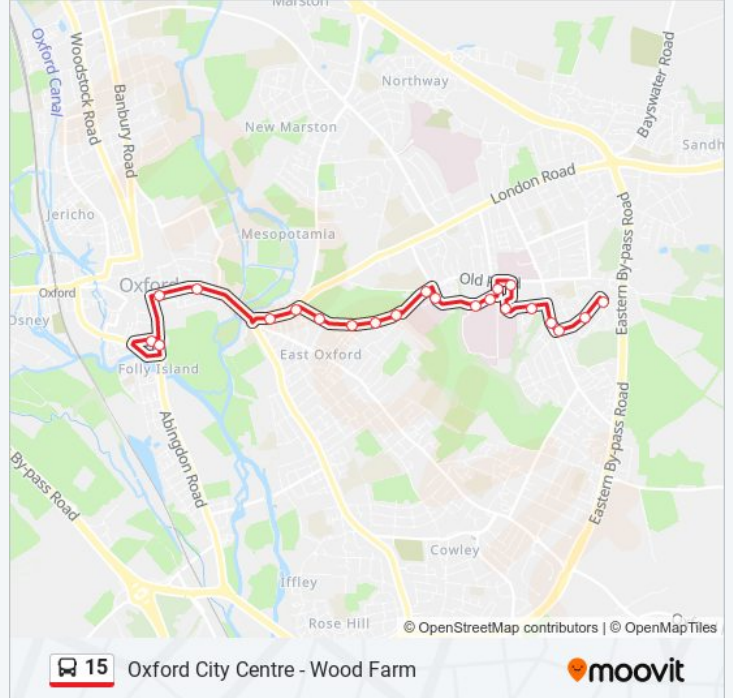 Marston
Oxford Canal
Woodstock Road
Banbury Road
Northway
Bayswater Road
New Marston
Sandh
London Road
Jericho
Mesopotamia
Eastern By-pass Road
Oxford
Old
Oxford
Osney
East Oxford
Folly Island
Abingdon Road
Eastern By-pass Road
By-pass Road
Cowley
Iffley
Rose Hill
© OpenStreetMap contributors | © OpenMapTiles
15 Oxford City Centre - Wood Farm
moovit